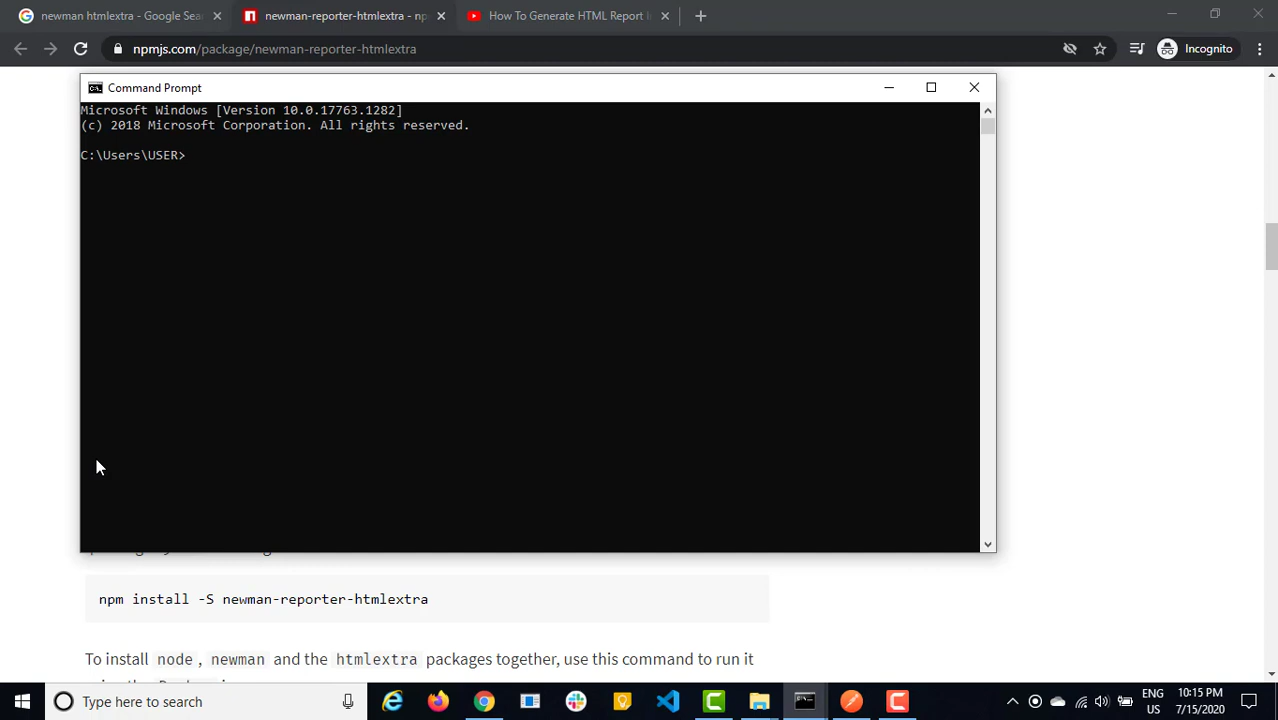 newman htmlextra - Google Sea
newman-reporter-htmlextra - np
How To Generate HTML Report I
npmjs.com/package/newman-reporter-htmlextra
Incognito
Command Prompt
Microsoft Windows [Version 10.0.17763.1282]
(c) 2018 Microsoft Corporation. All rights reserved.
C:\Users\USER>
npm install -S newman-reporter-htmlextra
To install node , newman and the htmlextra packages together, use this command to run it
Type here to search
ENG
US
10:15 PM
7/15/2020